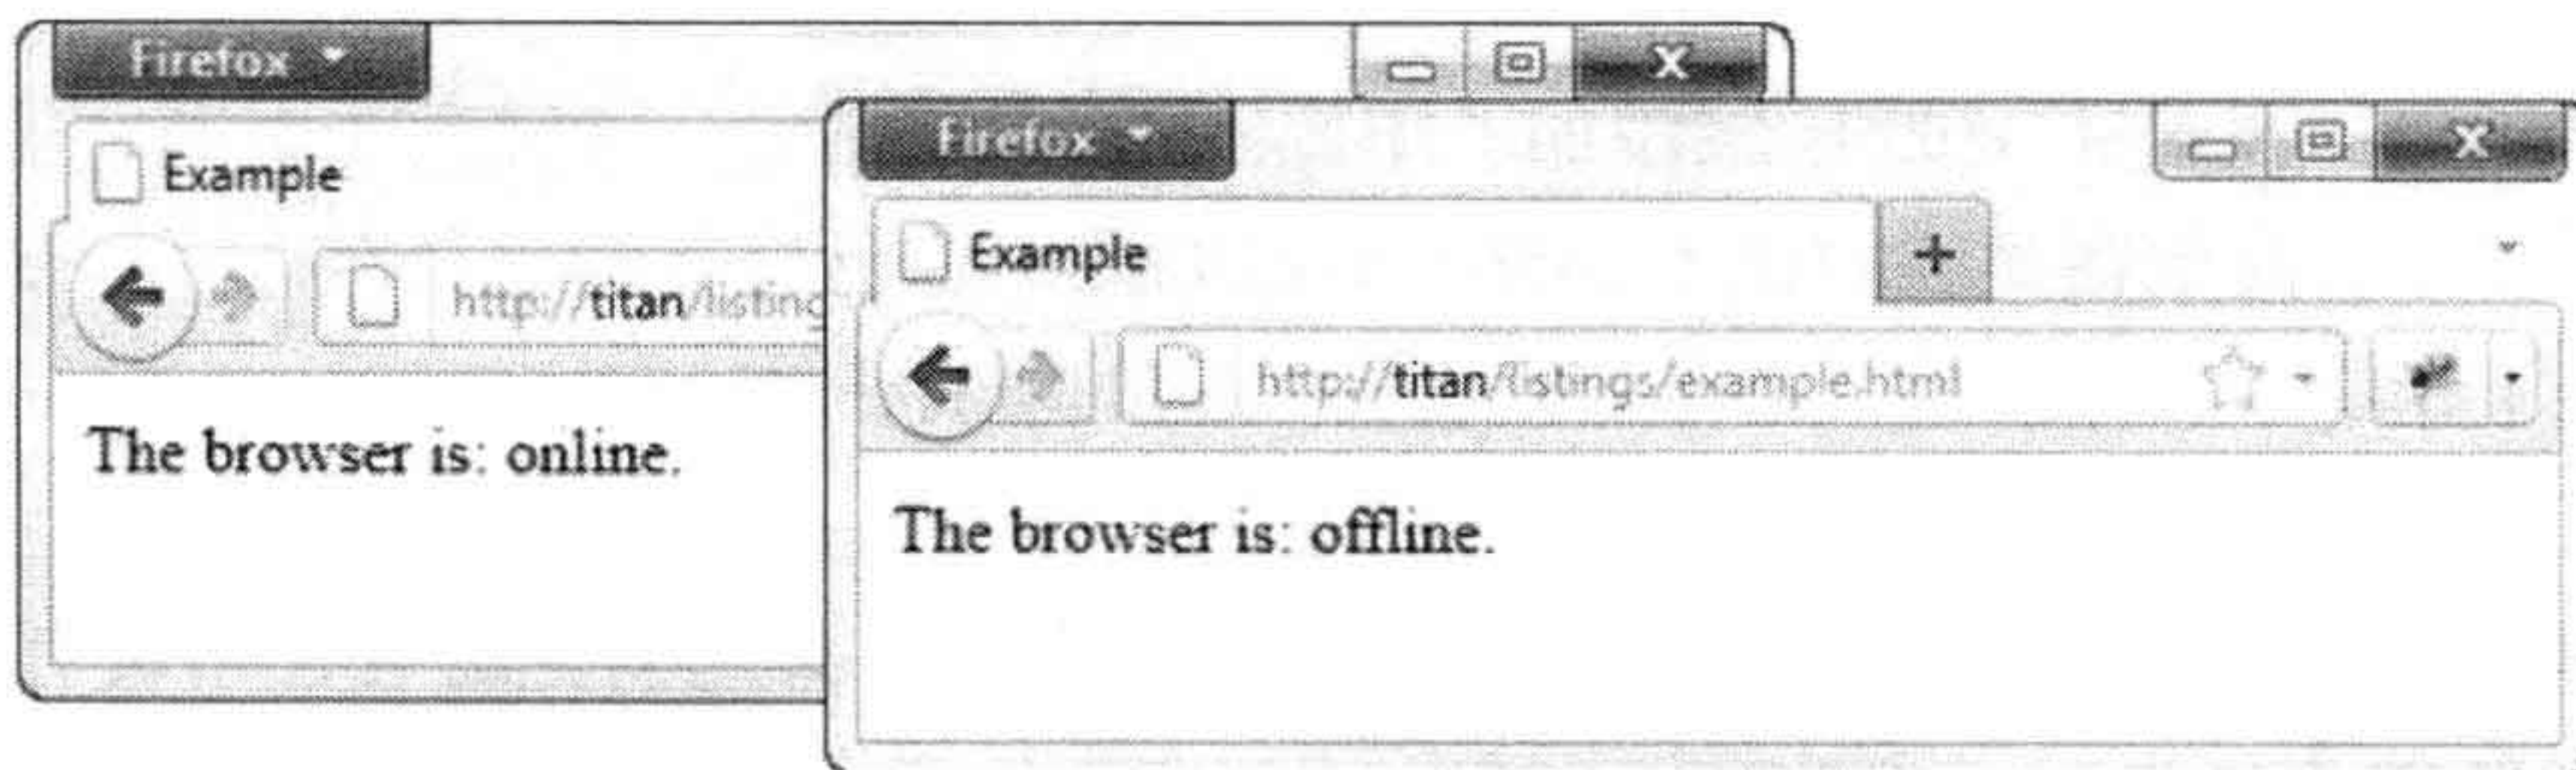 Firefox
Example
http://titan/listing
The browser is: online.
Firefox
Example
http://titan/listings/example.html
The browser is: offline.